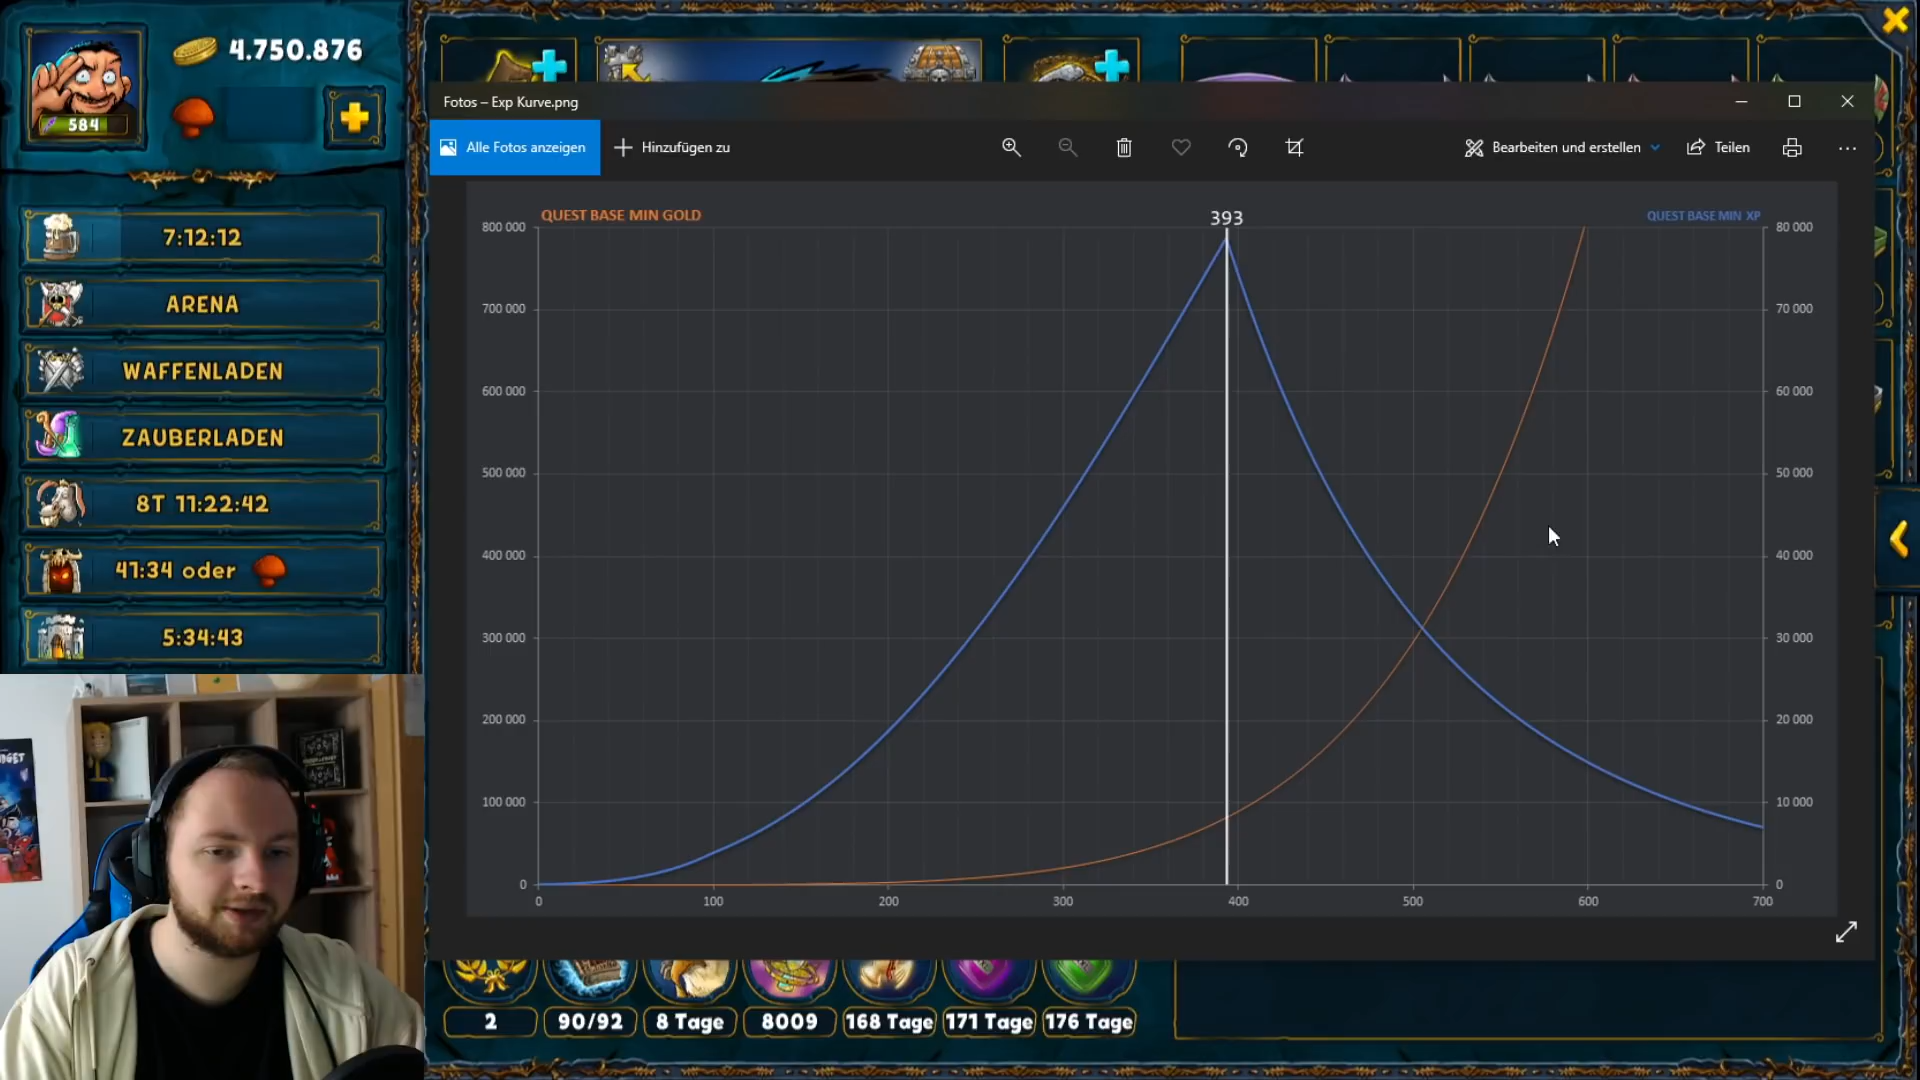 4.750.876
584
7:12:12
ARENA
WAFFENLADEN
ZAUBERLADEN
8T 11:22:42
41:34 oder
5:34:43
Fotos – Exp Kurve.png
Alle Fotos anzeigen
Hinzufügen zu
Bearbeiten und erstellen
Teilen
QUEST BASE MIN GOLD
393
QUEST BASE MIN XP
800 000
700 000
600 000
500 000
400 000
300 000
200 000
100 000
0
80 000
70 000
60 000
50 000
40 000
30 000
20 000
10 000
0
0 100 200 300 400 500 600 700
2
90/92
8 Tage
8009
168 Tage
171 Tage
176 Tage